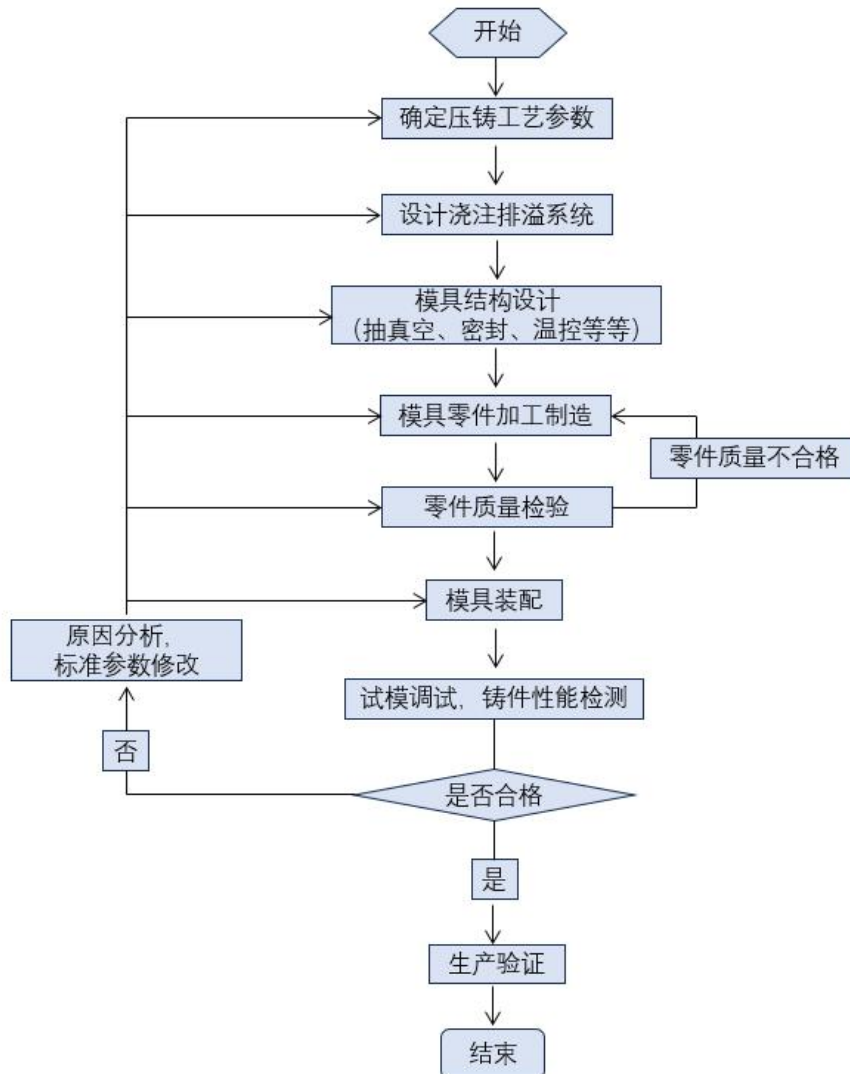 开始
确定压铸工艺参数
设计浇注排溢系统
模具结构设计
（抽真空、密封、温控等等）
模具零件加工制造
零件质量不合格
零件质量检验
模具装配
原因分析，
标准参数修改
试模调试，铸件性能检测
否
是否合格
是
生产验证
结束